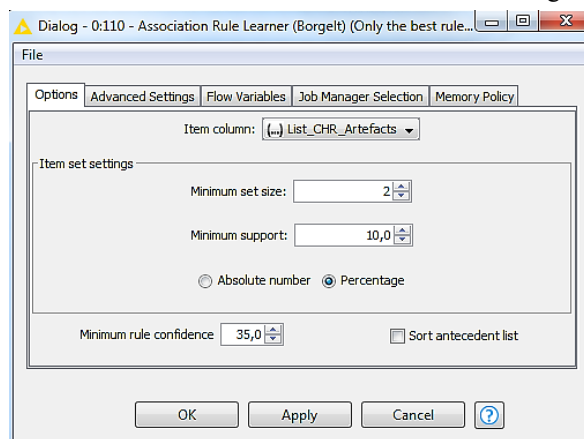 Dialog - 0:110 - Association Rule Learner (Borgelt) (Only the best rule...
File
Options Advanced Settings Flow Variables Job Manager Selection Memory Policy
Item column: (...) List_CHR_Artefacts
Item set settings
Minimum set size: 2
Minimum support: 10,0
Absolute number Percentage
Minimum rule confidence 35,0 Sort antecedent list
OK Apply Cancel ?